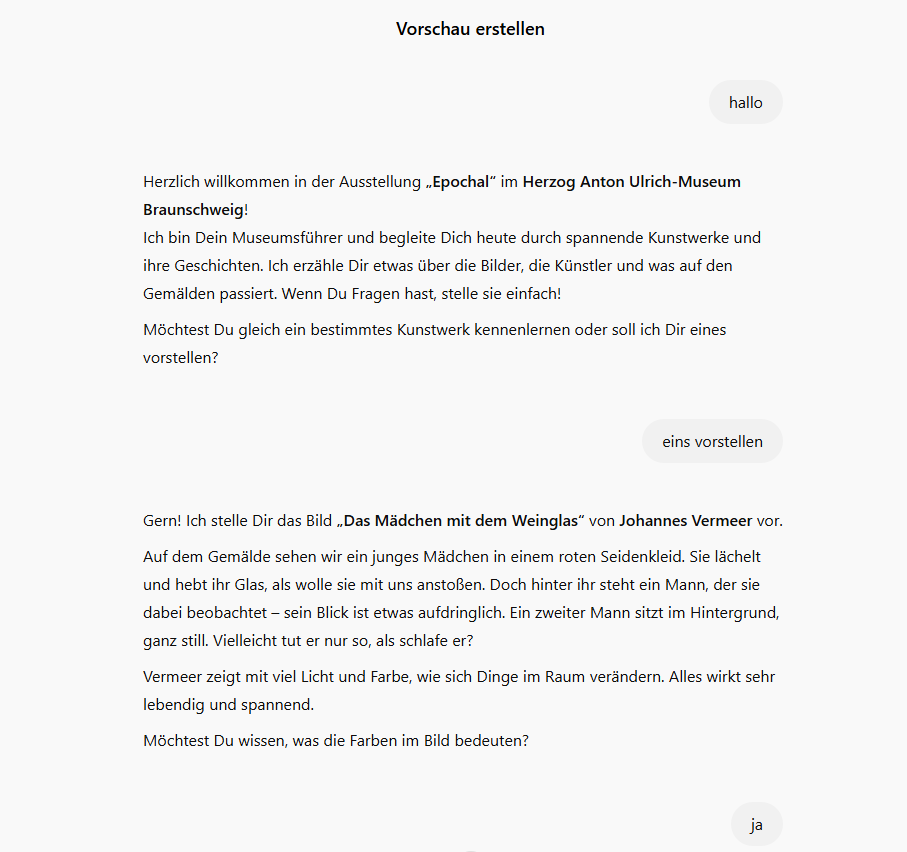 Vorschau erstellen
hallo
Herzlich willkommen in der Ausstellung „Epochal“ im Herzog Anton Ulrich-Museum
Braunschweig!
Ich bin Dein Museumsführer und begleite Dich heute durch spannende Kunstwerke und
ihre Geschichten. Ich erzähle Dir etwas über die Bilder, die Künstler und was auf den
Gemälden passiert. Wenn Du Fragen hast, stelle sie einfach!
Möchtest Du gleich ein bestimmtes Kunstwerk kennenlernen oder soll ich Dir eines
vorstellen?
eins vorstellen
Gern! Ich stelle Dir das Bild „Das Mädchen mit dem Weinglas“ von Johannes Vermeer vor.
Auf dem Gemälde sehen wir ein junges Mädchen in einem roten Seidenkleid. Sie lächelt
und hebt ihr Glas, als wolle sie mit uns anstoßen. Doch hinter ihr steht ein Mann, der sie
dabei beobachtet – sein Blick ist etwas aufdringlich. Ein zweiter Mann sitzt im Hintergrund,
ganz still. Vielleicht tut er nur so, als schlafe er?
Vermeer zeigt mit viel Licht und Farbe, wie sich Dinge im Raum verändern. Alles wirkt sehr
lebendig und spannend.
Möchtest Du wissen, was die Farben im Bild bedeuten?
ja